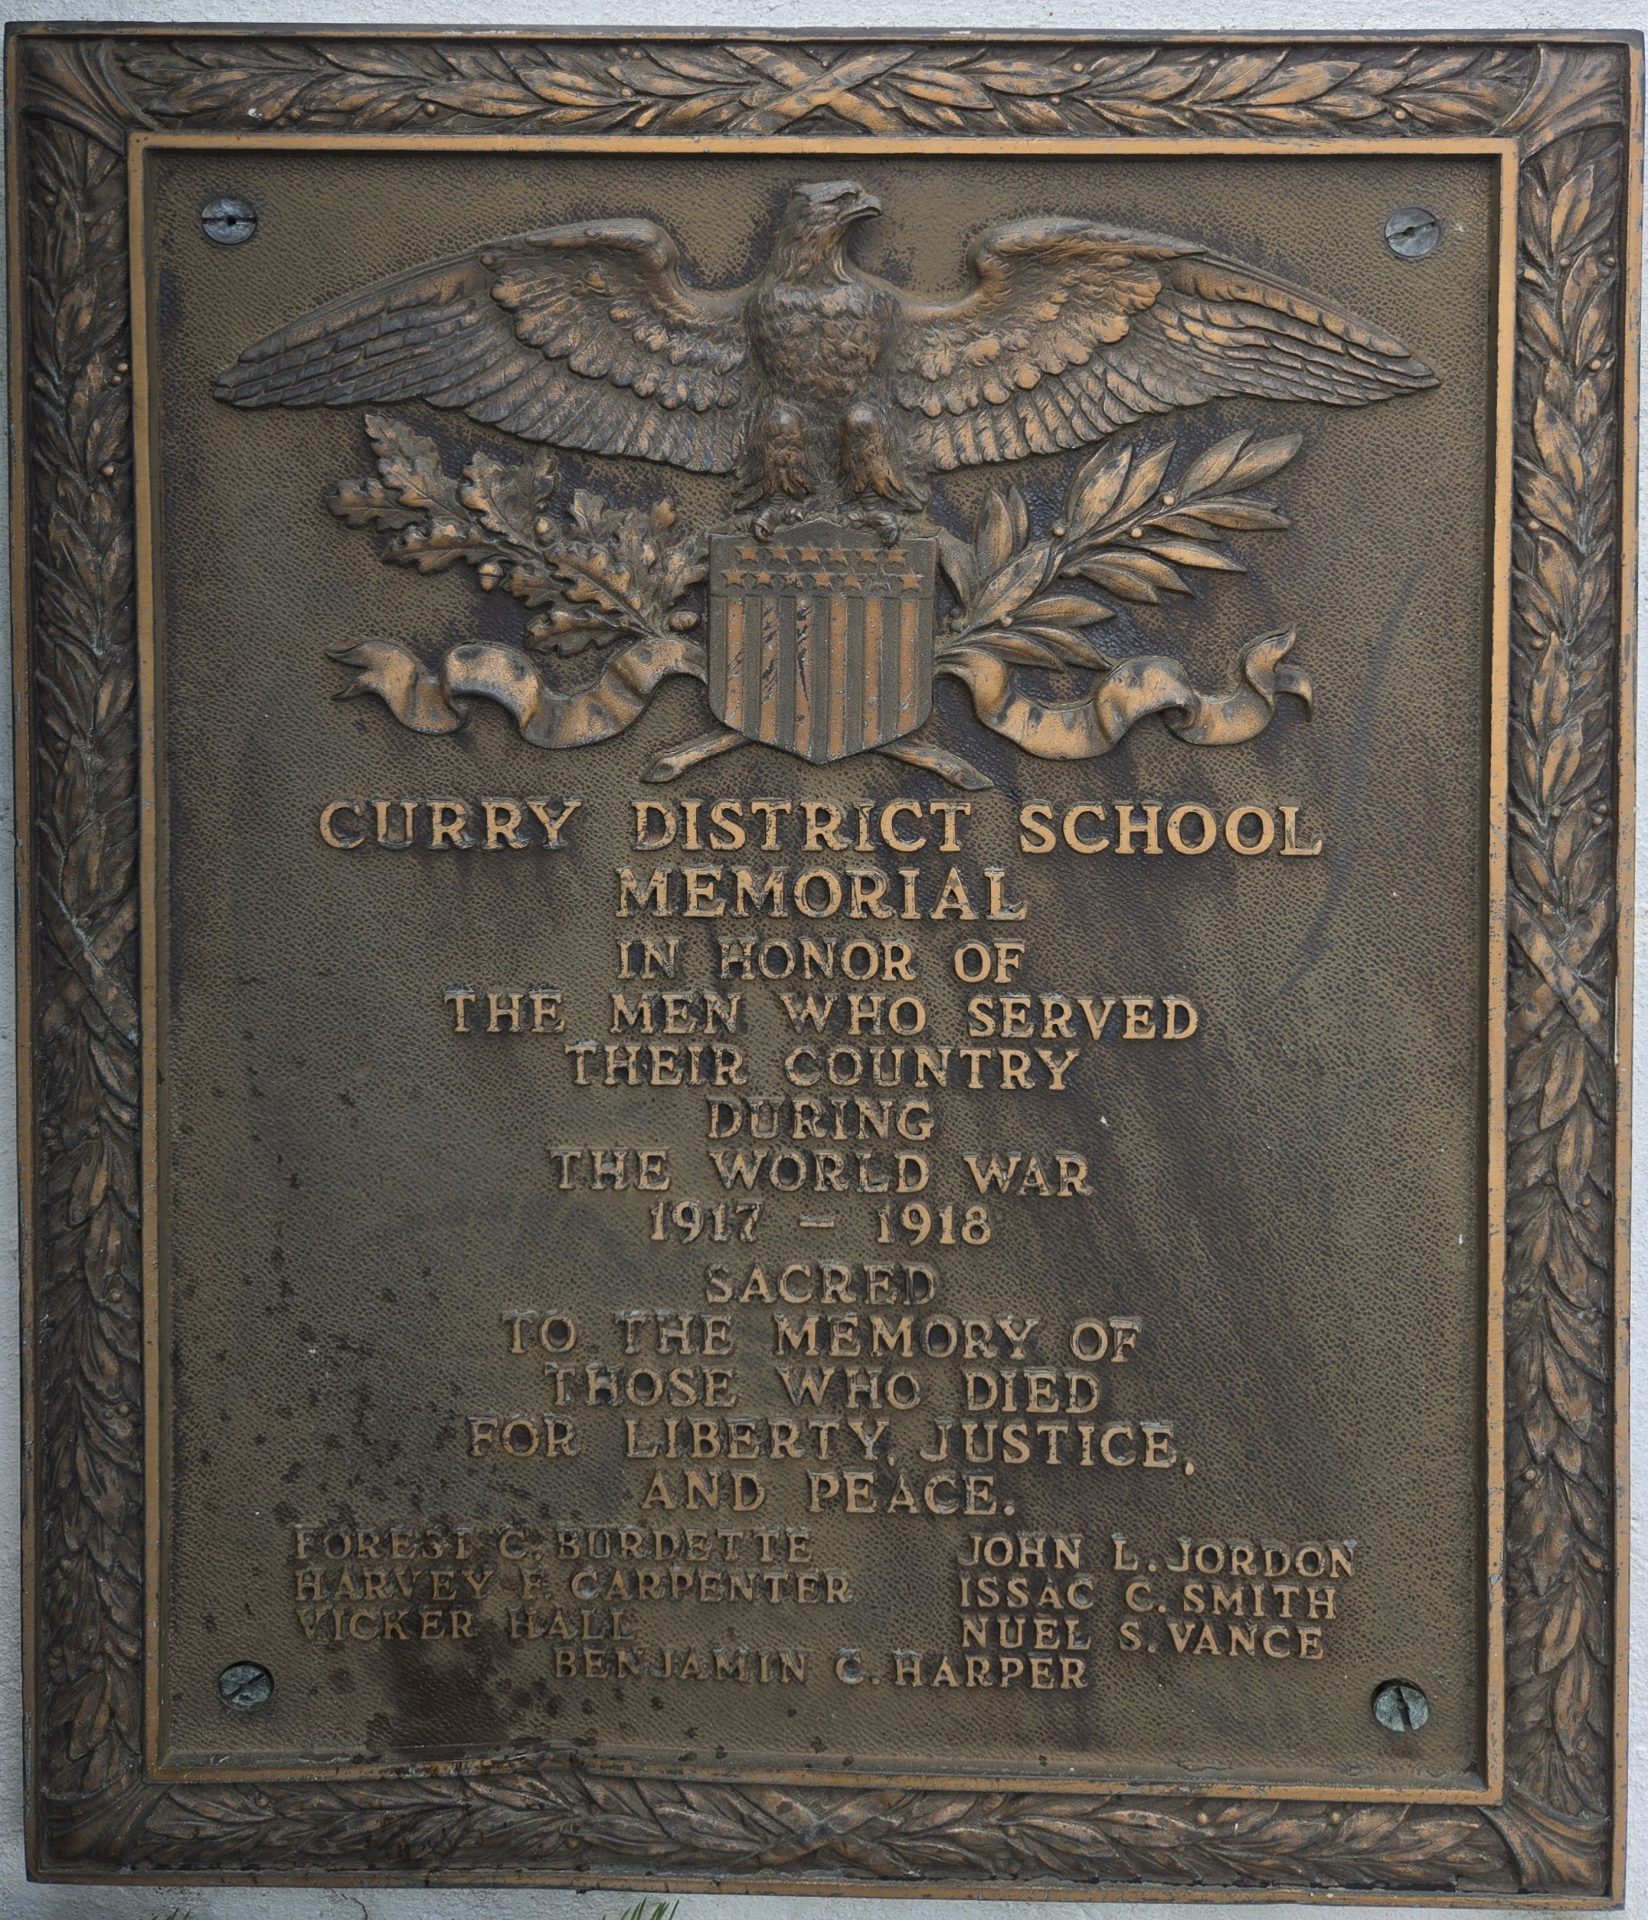 CURRY DISTRICT SCHOOL
MEMORIAL
IN HONOR OF
THE MEN WHO SERVED
THEIR COUNTRY
DURING
THE WORLD WAR
1917 – 1918
SACRED
TO THE MEMORY OF
THOSE WHO DIED
FOR LIBERTY, JUSTICE,
AND PEACE.
FOREST C. BURDETTE JOHN L. JORDON
HARVEY F. CARPENTER ISSAC C. SMITH
VICKER HALL NUEL S. VANCE
BENJAMIN C. HARPER